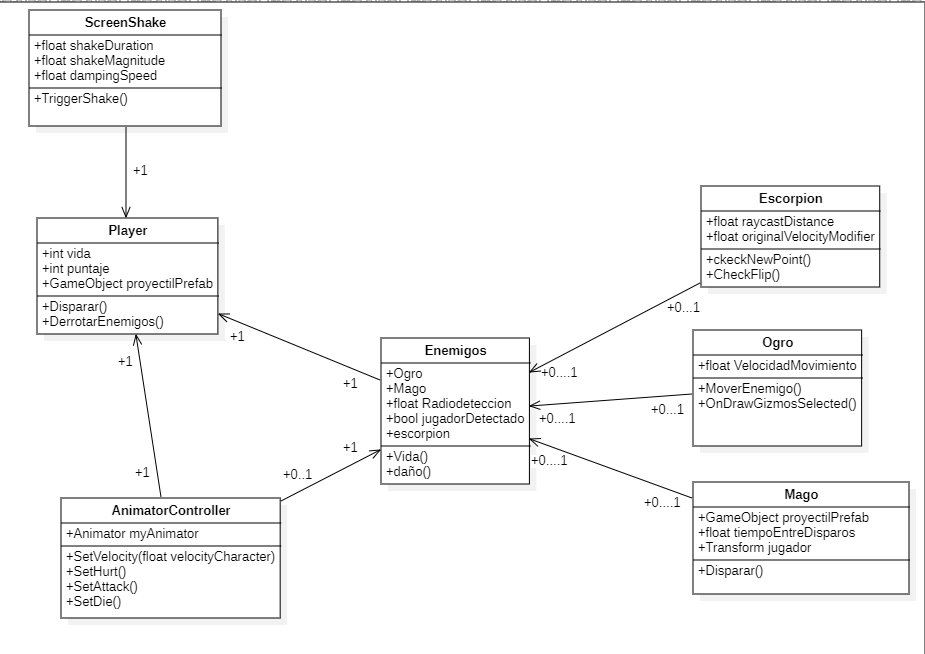 ScreenShake
+float shakeDuration
+float shakeMagnitude
+float dampingSpeed
+TriggerShake()
+1
Player
+int vida
+int puntaje
+GameObject proyectilPrefab
+Disparar()
+DerrotarEnemigos()
+1
+1
+1
+1
Enemigos
+Ogro
+Mago
+float Radiodeteccion
+bool jugadorDetectado
+escorpion
+Vida()
+daño()
+1
+0..1
AnimatorController
+Animator myAnimator
+SetVelocity(float velocityCharacter)
+SetHurt()
+SetAttack()
+SetDie()
Escorpion
+float raycastDistance
+float originalVelocityModifier
+ckeckNewPoint()
+CheckFlip()
+0...1
+0....1
Ogro
+float VelocidadMovimiento
+MoverEnemigo()
+OnDrawGizmosSelected()
+0...1
+0....1
+0....1
+0....1
Mago
+GameObject proyectilPrefab
+float tiempoEntreDisparos
+Transform jugador
+Disparar()